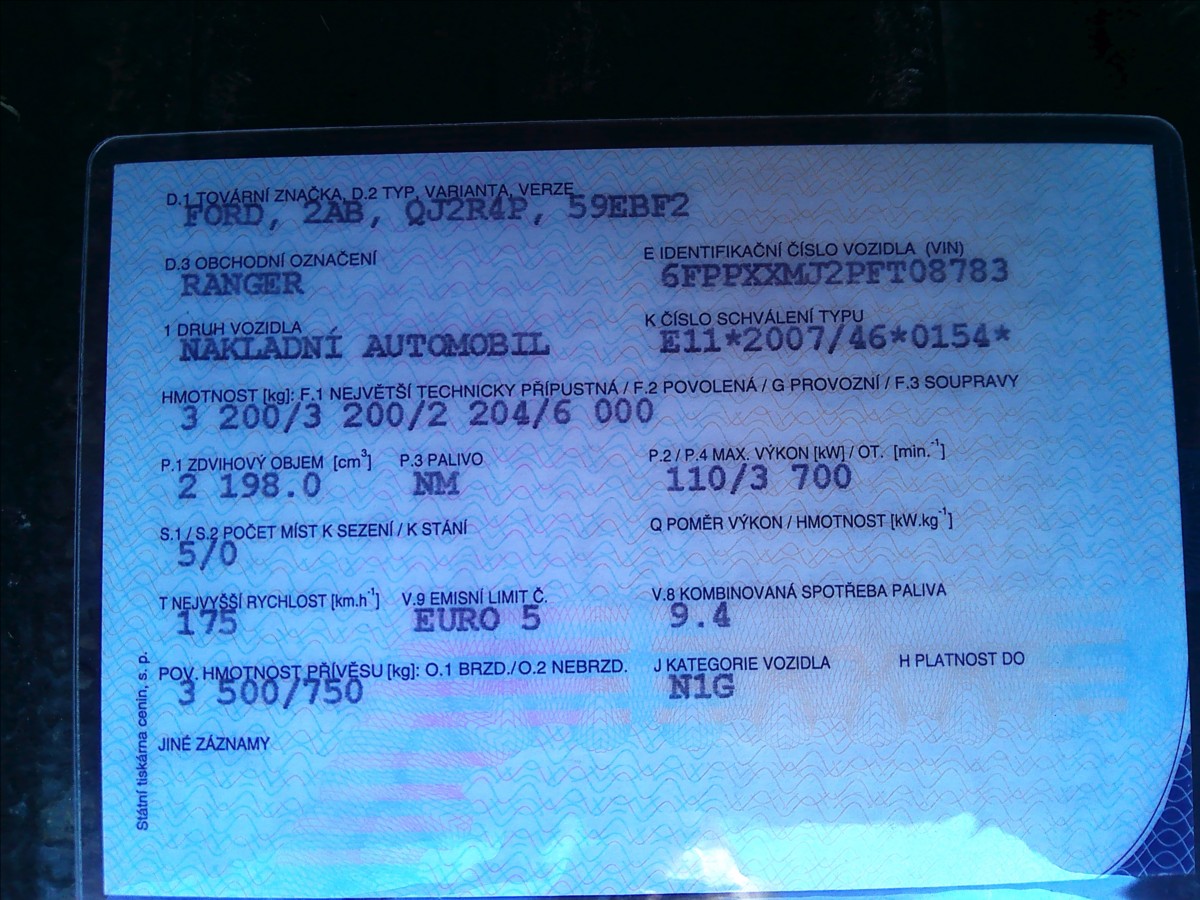 D.1 TOVÁRNÍ ZNAČKA, D.2 TYP, VARIANTA, VERZE
FORD, 2AB, QJ2R4P, 59EBF2
D.3 OBCHODNÍ OZNAČENÍ
RANGER
E IDENTIFIKAČNÍ ČÍSLO VOZIDLA (VIN)
6FPPXXMJ2PFT08783
1 DRUH VOZIDLA
NÁKLADNÍ AUTOMOBIL
K ČÍSLO SCHVÁLENÍ TYPU
E11*2007/46*0154*
HMOTNOST [kg]: F.1 NEJVĚTŠÍ TECHNICKY PŘÍPUSTNÁ / F.2 POVOLENÁ / G PROVOZNÍ / F.3 SOUPRAVY
3 200/3 200/2 204/6 000
P.1 ZDVIHOVÝ OBJEM [cm³] P.3 PALIVO P.2 / P.4 MAX. VÝKON [kW] / OT. [min.⁻¹]
2 198.0 NM 110/3 700
S.1 / S.2 POČET MÍST K SEZENÍ / K STÁNÍ Q POMĚR VÝKON / HMOTNOST [kW.kg⁻¹]
5/0
T NEJVYŠŠÍ RYCHLOST [km.h⁻¹] V.9 EMISNÍ LIMIT Č. V.8 KOMBINOVANÁ SPOTŘEBA PALIVA
175 EURO 5 9.4
POV. HMOTNOST PŘÍVĚSU [kg]: O.1 BRZD./O.2 NEBRZD. J KATEGORIE VOZIDLA H PLATNOST DO
3 500/750 N1G
JINÉ ZÁZNAMY
Státní tiskárna cenin, s. p.